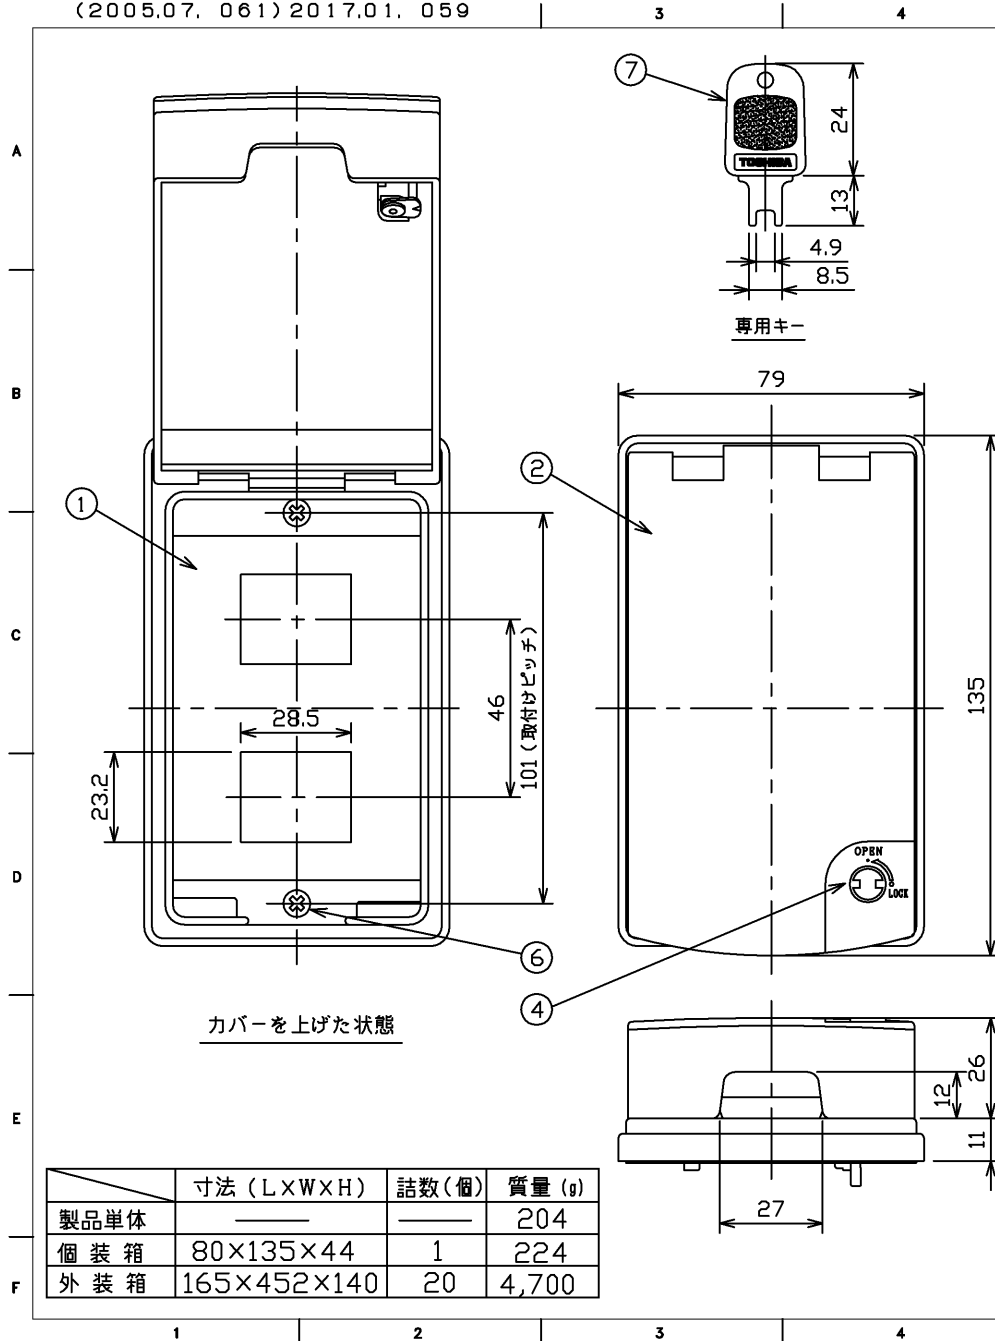 (2005.07. 061) 2017.01. 059
3
4
A
B
C
D
E
F
⑦
TOSHIBA
24
13
4.9
8.5
専用キー
79
②
①
135
101 (取付けピッチ)
46
28.5
23.2
OPEN
LOCK
⑥
④
カバーを上げた状態
26
12
11
27
寸法 (L×W×H) 詰数(個) 質量 (g)
製品単体 204
個装箱 80×135×44 1 224
外装箱 165×452×140 20 4,700
1
2
3
4